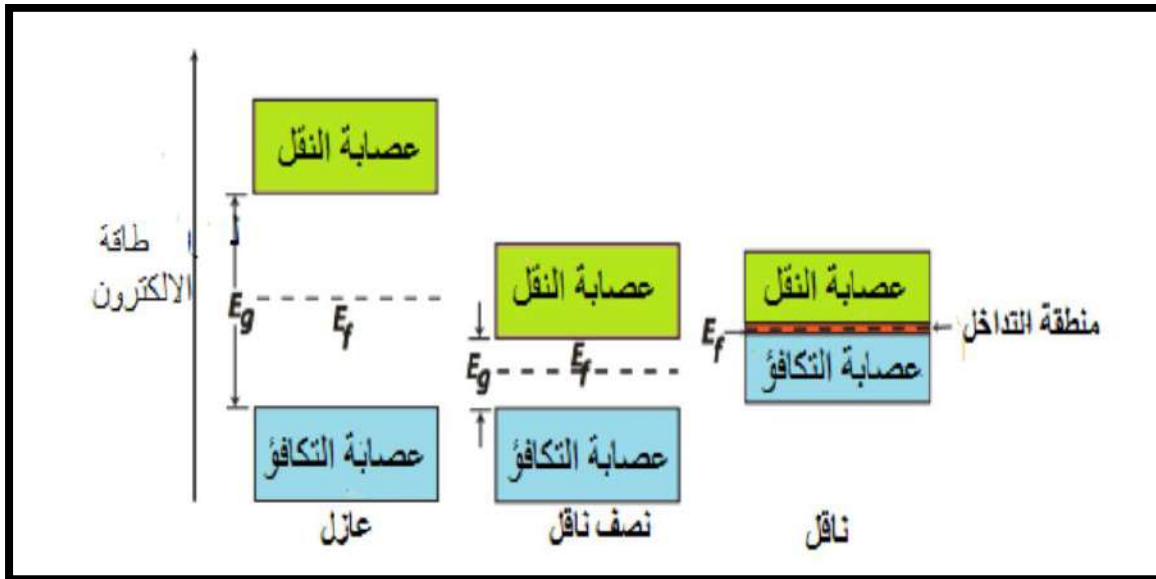 عصابة النقل
طاقة
الالكترون
Eg
Ef
عصابة التكافؤ
عازل
عصابة النقل
Eg
Ef
عصابة التكافؤ
نصف ناقل
عصابة النقل
Ef
منطقة التداخل
عصابة التكافؤ
ناقل